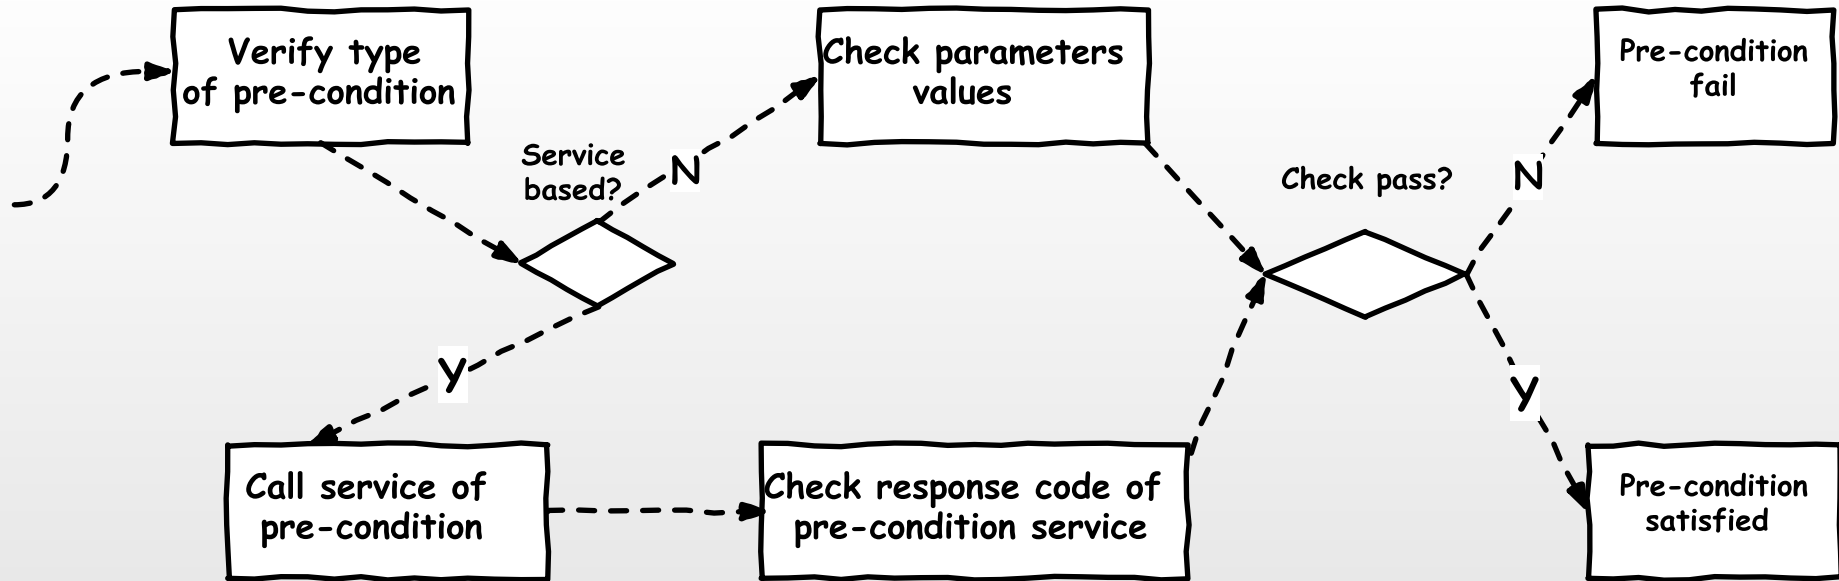 Verify type
of pre-condition
Service
based?
N
Check parameters
values
Check pass?
N
Pre-condition
fail
Y
Call service of
pre-condition
Check response code of
pre-condition service
Y
Pre-condition
satisfied